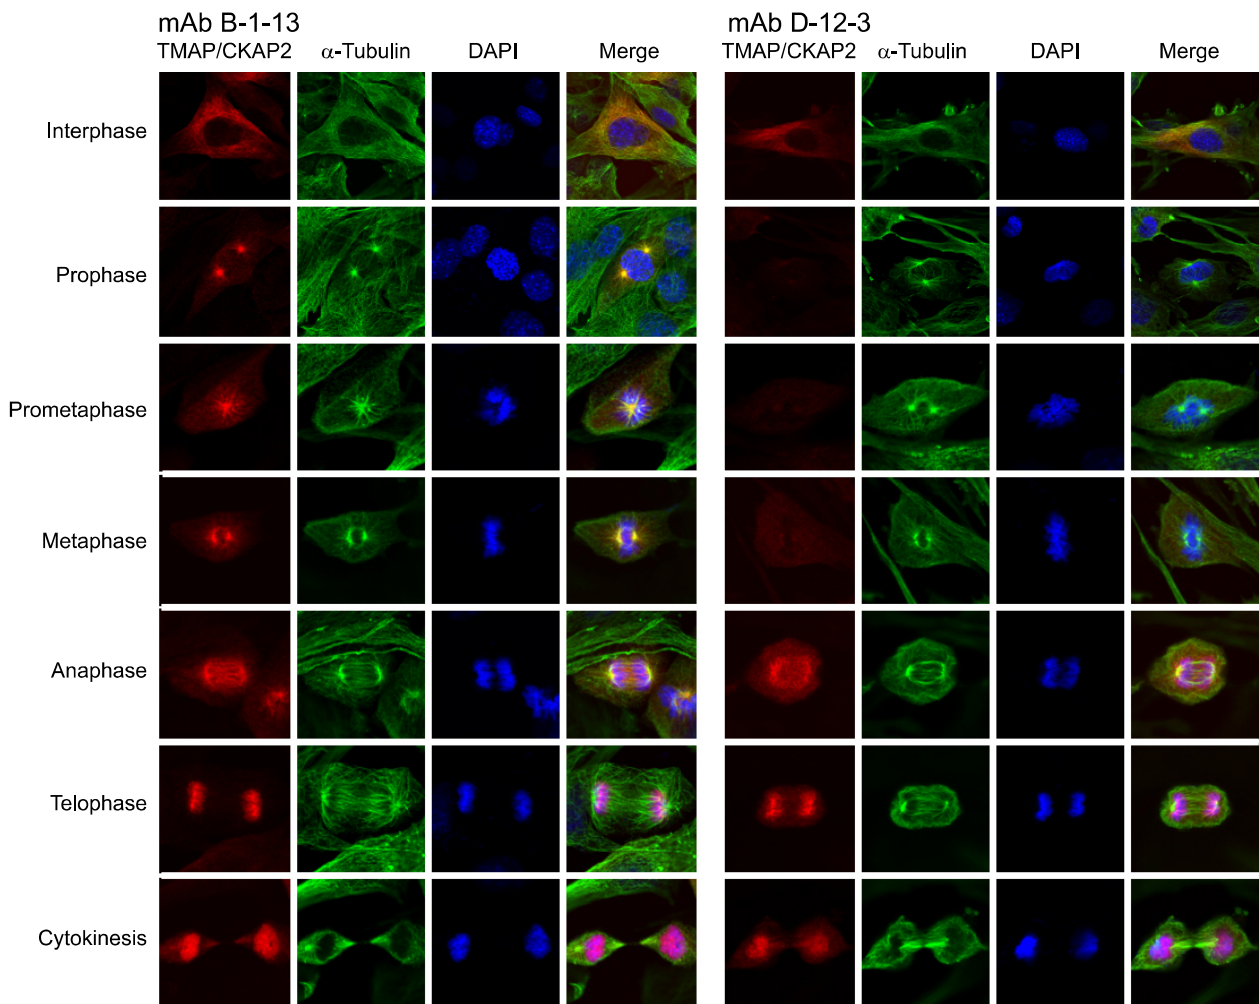 mAb B-1-13 mAb D-12-3
TMAP/CKAP2 α-Tubulin DAPI Merge TMAP/CKAP2 α-Tubulin DAPI Merge
Interphase
Prophase
Prometaphase
Metaphase
Anaphase
Telophase
Cytokinesis